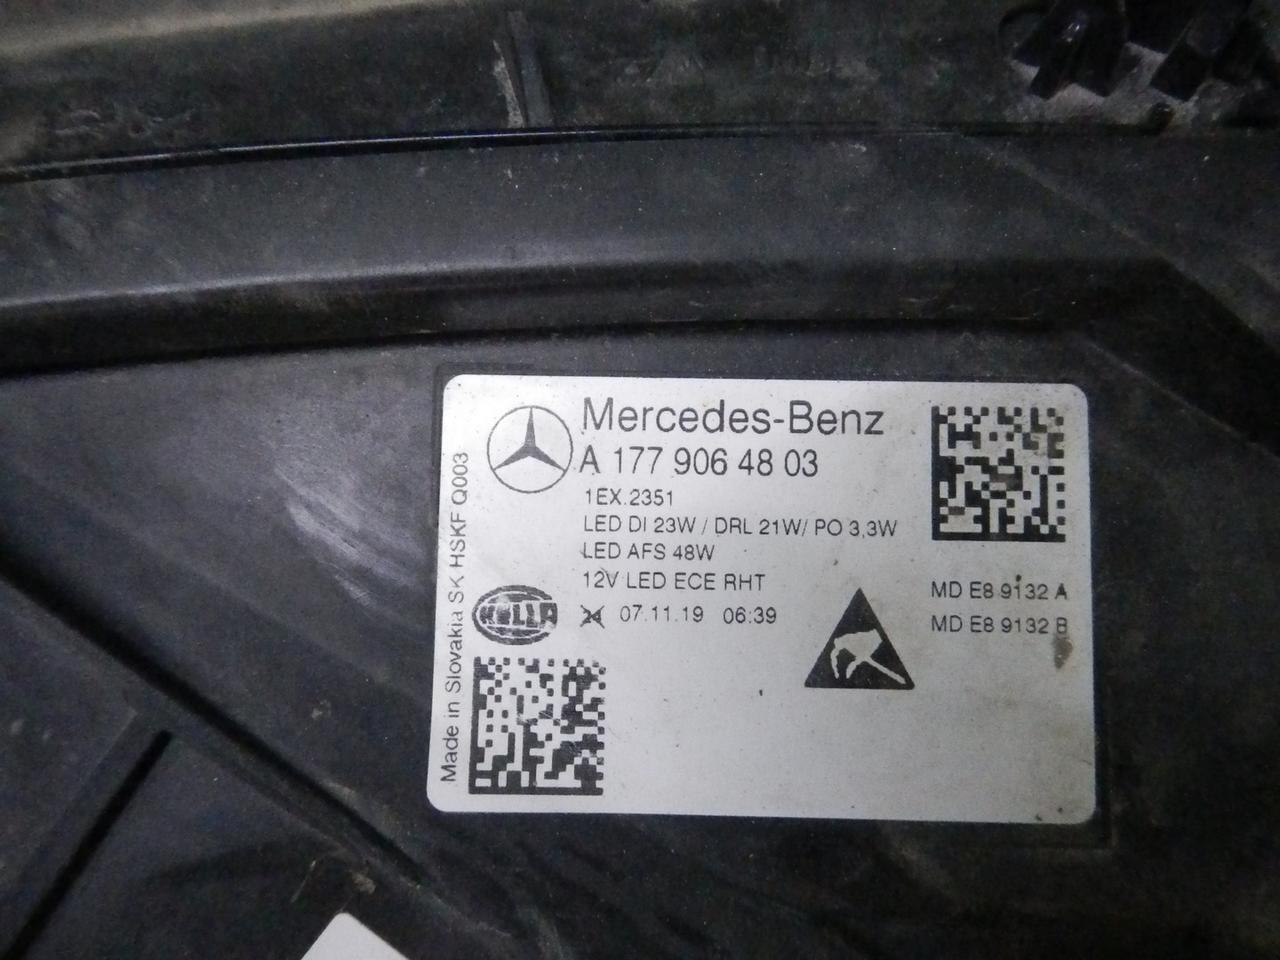 Mercedes-Benz
A 177 906 48 03
1EX.2351
LED DI 23W / DRL 21W/ PO 3,3W
LED AFS 48W
12V LED ECE RHT
HELLA
24 07.11.19 06:39
MD E8 9132 A
MD E8 9132 B
Made in Slovakia SK HSKF Q003